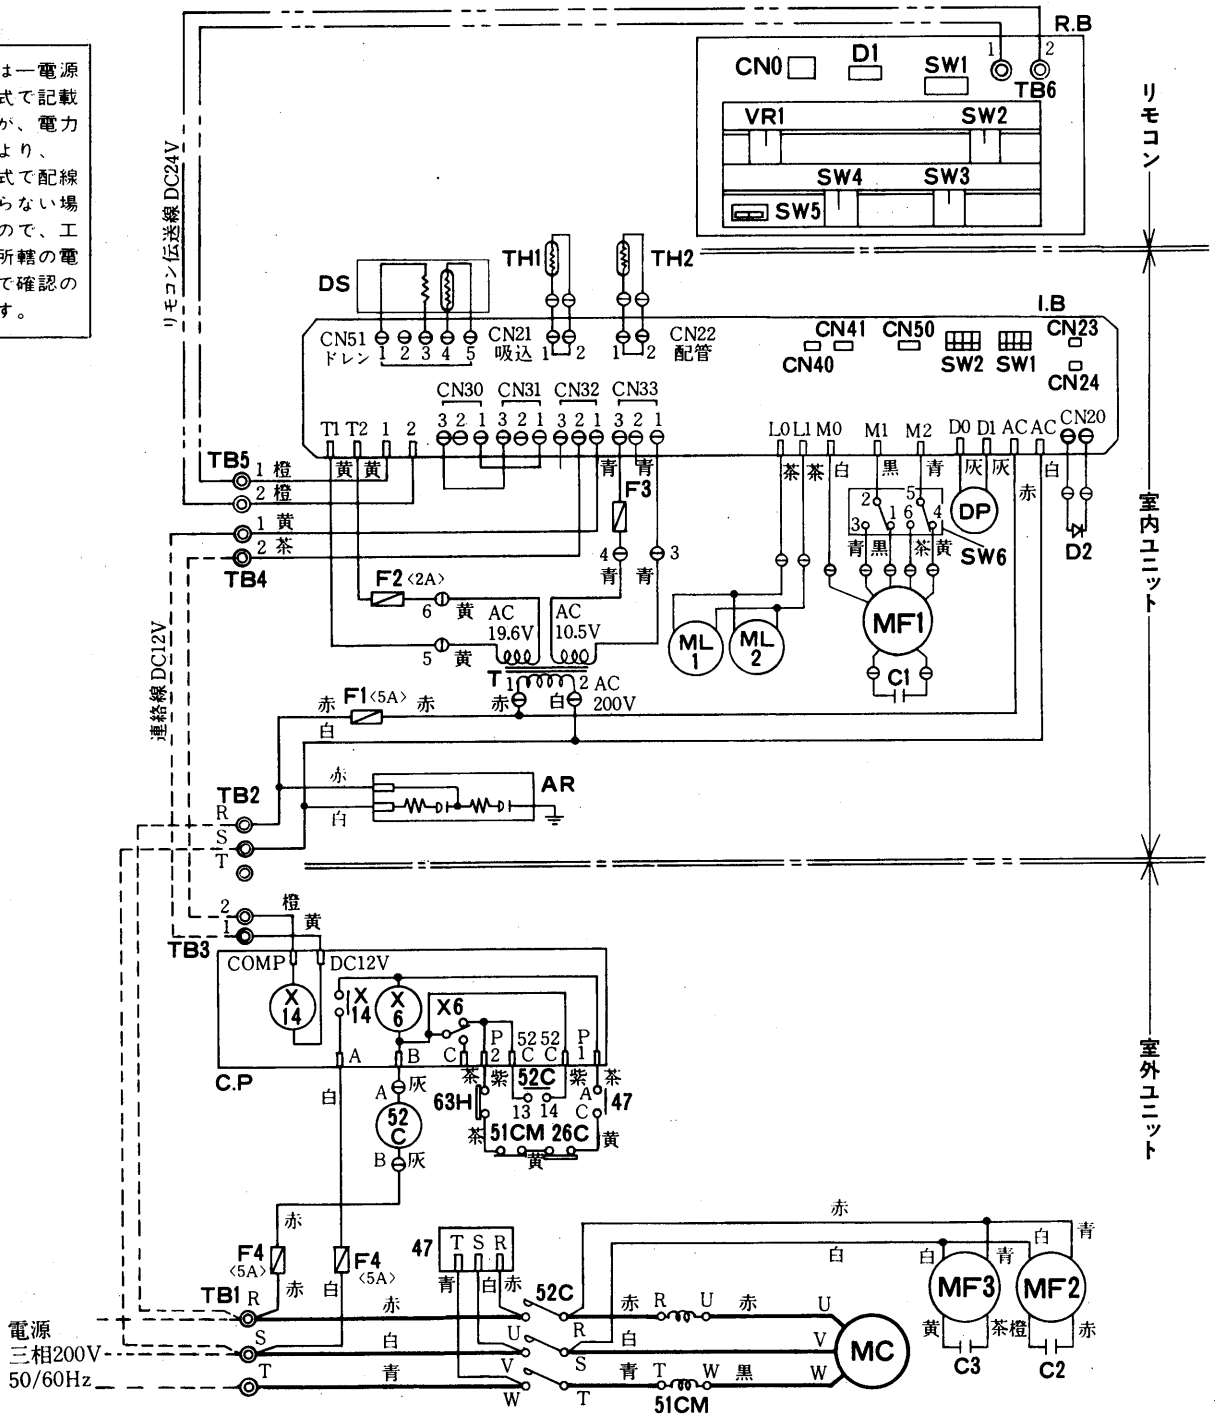 は一電源
式で記載
が、電力
より、
式で配線
らない場
ので、工
所轄の電
で確認の
す。
R.B
1 2
CN0 D1 SW1 TB6
VR1 SW2
SW4 SW3
SW5
リモコン
リモコン伝送線DC24V
TH1 TH2
DS
I.B
CN51 1 2 3 4 5
ドレン
CN21 1 2
吸込
1 2 CN22
配管
CN40 CN41 CN50 SW2 SW1 CN23
CN24
CN30 CN31 CN32 CN33
3 2 1 3 2 1 3 2 1 3 2 1
T1 T2 1 2
L0 L1 M0 M1 M2 D0 D1 AC AC CN20
黄 黄 青 青 茶 茶 白 黒 青 灰 灰 赤 白
TB5
1 橙
2 橙
1 黄
2 茶
TB4
F3
4 3
青 青
2 1 5 6 4 3
DP
SW6
D2
青 黒 茶 黄
室内ユニット
F2 <2A>
6 黄
AC 19.6V
AC 10.5V
5 黄
T 1 2 AC
200V
赤 白
ML 1
ML 2
MF1
C1
連絡線DC12V
赤 F1<5A> 赤
白
赤
白
AR
TB2
R
S
T
2 橙
1 黄
TB3
COMP DC12V
X 14
X 14
X 6
X6
A B C P2 52C 52C P1
C.P
白
A 灰
52 C
B 灰
茶 紫 52C 紫 茶
63H 13 14 A C 47
茶 51CM 26C 黄
黄
室外ユニット
赤
F4
<5A>
赤
F4
<5A>
白
47 T S R
青 白 赤
赤
白
白 青 白 青
MF3 MF2
黄 茶 橙 赤
C3 C2
TB1 R
S
T
赤
白
青
52C
U R
V S
W T
赤 R U 赤 U
白 V
青 T W 黒 W
51CM
MC
電源
三相200V
50/60Hz